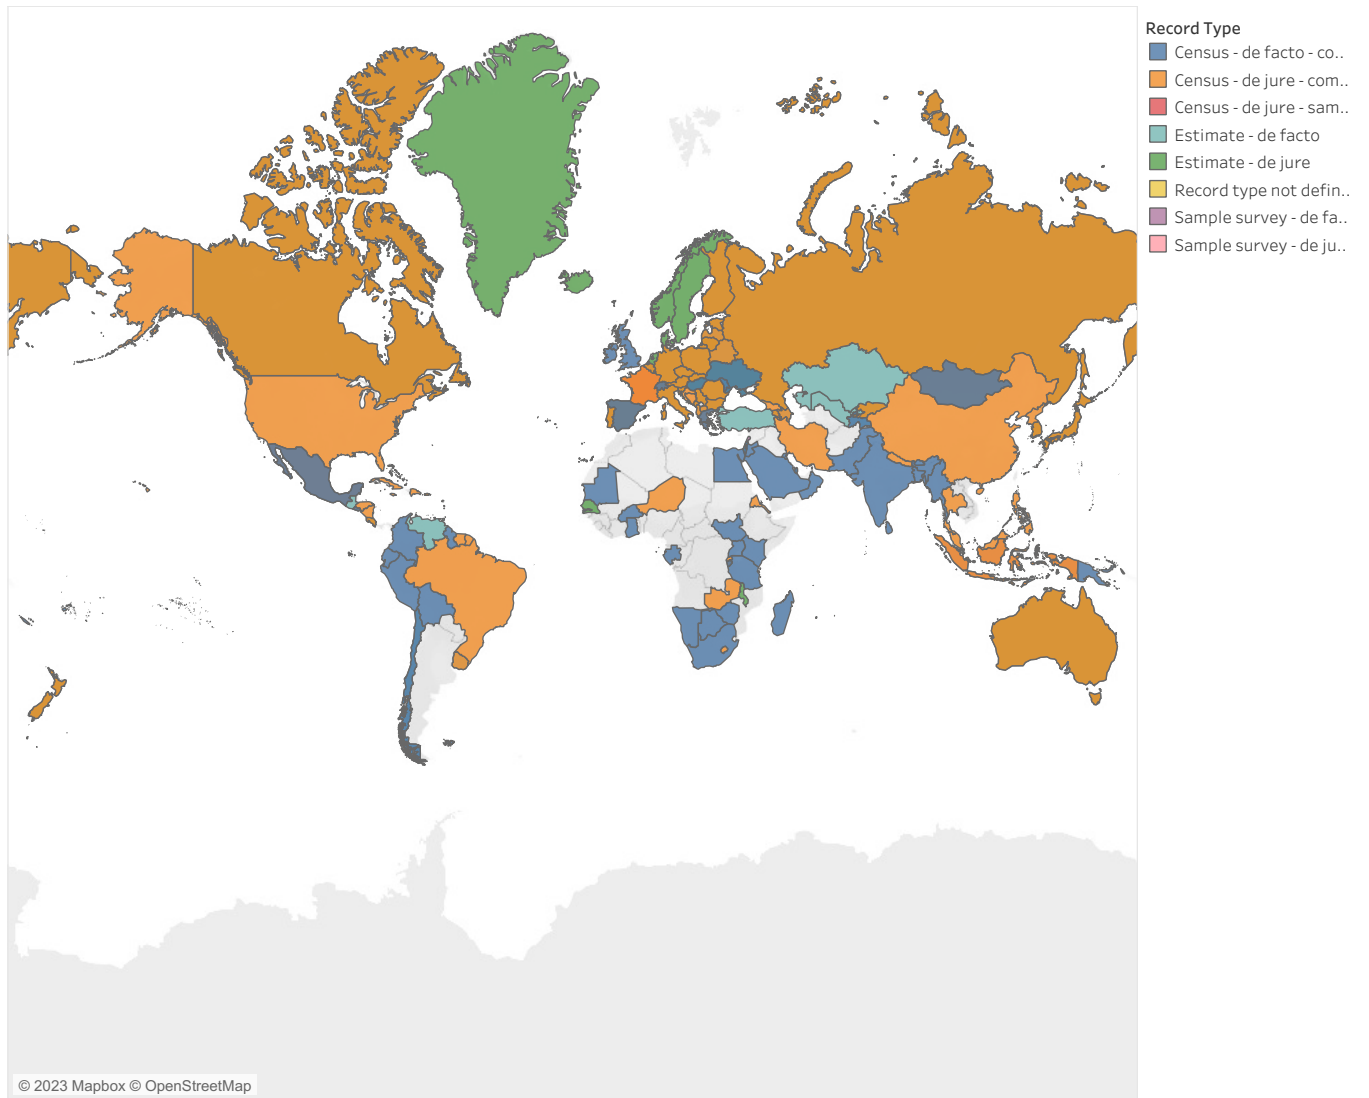 Record Type
Census - de facto - co..
Census - de jure - com..
Census - de jure - sam..
Estimate - de facto
Estimate - de jure
Record type not defin..
Sample survey - de fa..
Sample survey - de ju..
© 2023 Mapbox © OpenStreetMap